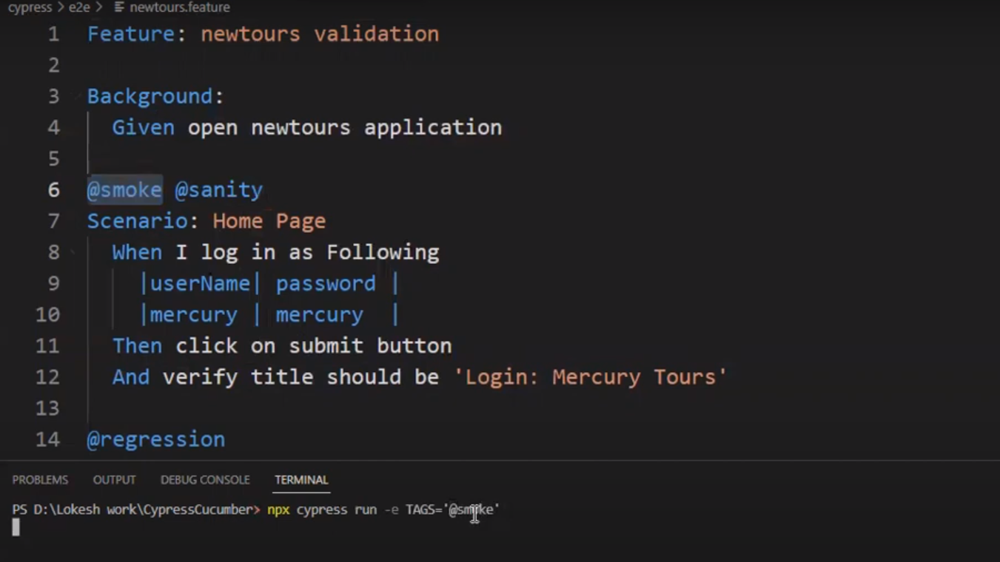 cypress > e2e > newtours.feature
1 Feature: newtours validation
2
3 Background:
4 Given open newtours application
5
6 @smoke @sanity
7 Scenario: Home Page
8 When I log in as Following
9 |userName| password |
10 |mercury | mercury |
11 Then click on submit button
12 And verify title should be 'Login: Mercury Tours'
13
14 @regression
PROBLEMS OUTPUT DEBUG CONSOLE TERMINAL
PS D:\Lokesh work\CypressCucumber> npx cypress run -e TAGS='@smoke'